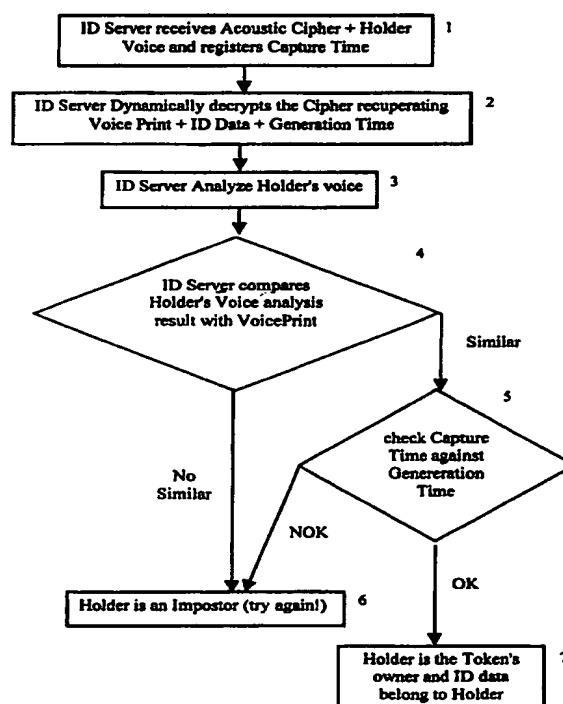 ID Server receives Acoustic Cipher + Holder
Voice and registers Capture Time
1
ID Server Dynamically decrypts the Cipher recuperating
Voice Print + ID Data + Generation Time
2
ID Server Analyze Holder's voice
3
4
ID Server compares
Holder's Voice analysis
result with VoicePrint
Similar
5
check Capture
Time against
Genereration
Time
No
Similar
NOK
OK
Holder is an Impostor (try again!)
6
Holder is the Token's
owner and ID data
belong to Holder
7